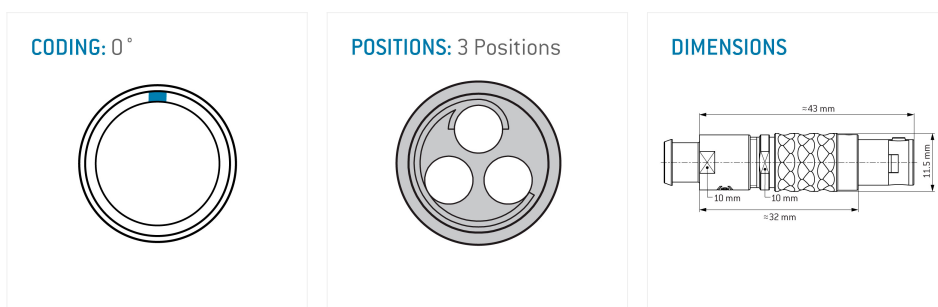 CODING: 0°
POSITIONS: 3 Positions
DIMENSIONS
≈43 mm
11.5 mm
10 mm
10 mm
≈32 mm